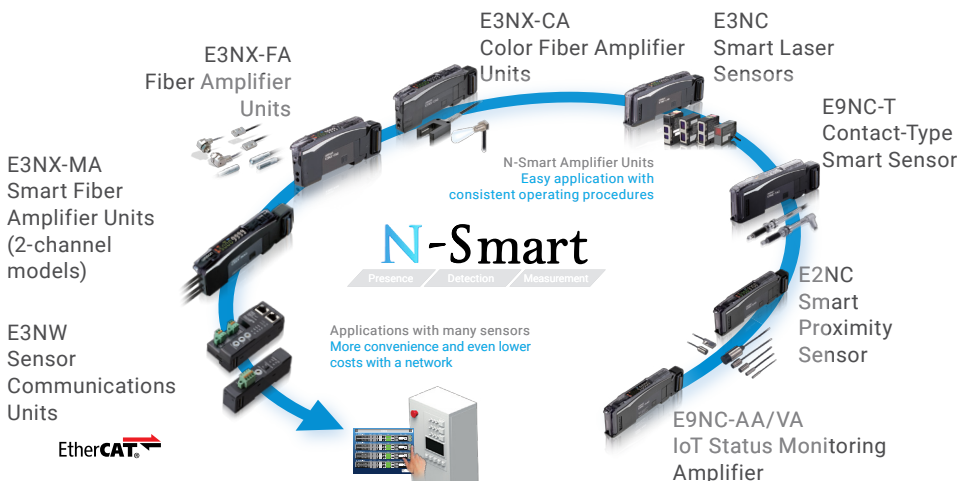 E3NX-CA
Color Fiber Amplifier
Units
E3NC
Smart Laser
Sensors
E3NX-FA
Fiber Amplifier
Units
E9NC-T
Contact-Type
Smart Sensor
E3NX-MA
Smart Fiber
Amplifier Units
(2-channel
models)
N-Smart Amplifier Units
Easy application with
consistent operating procedures
N-Smart
Presence Detection Measurement
E2NC
Smart
Proximity
Sensor
E3NW
Sensor
Communications
Units
Applications with many sensors
More convenience and even lower
costs with a network
EtherCAT®
E9NC-AA/VA
IoT Status Monitoring
Amplifier